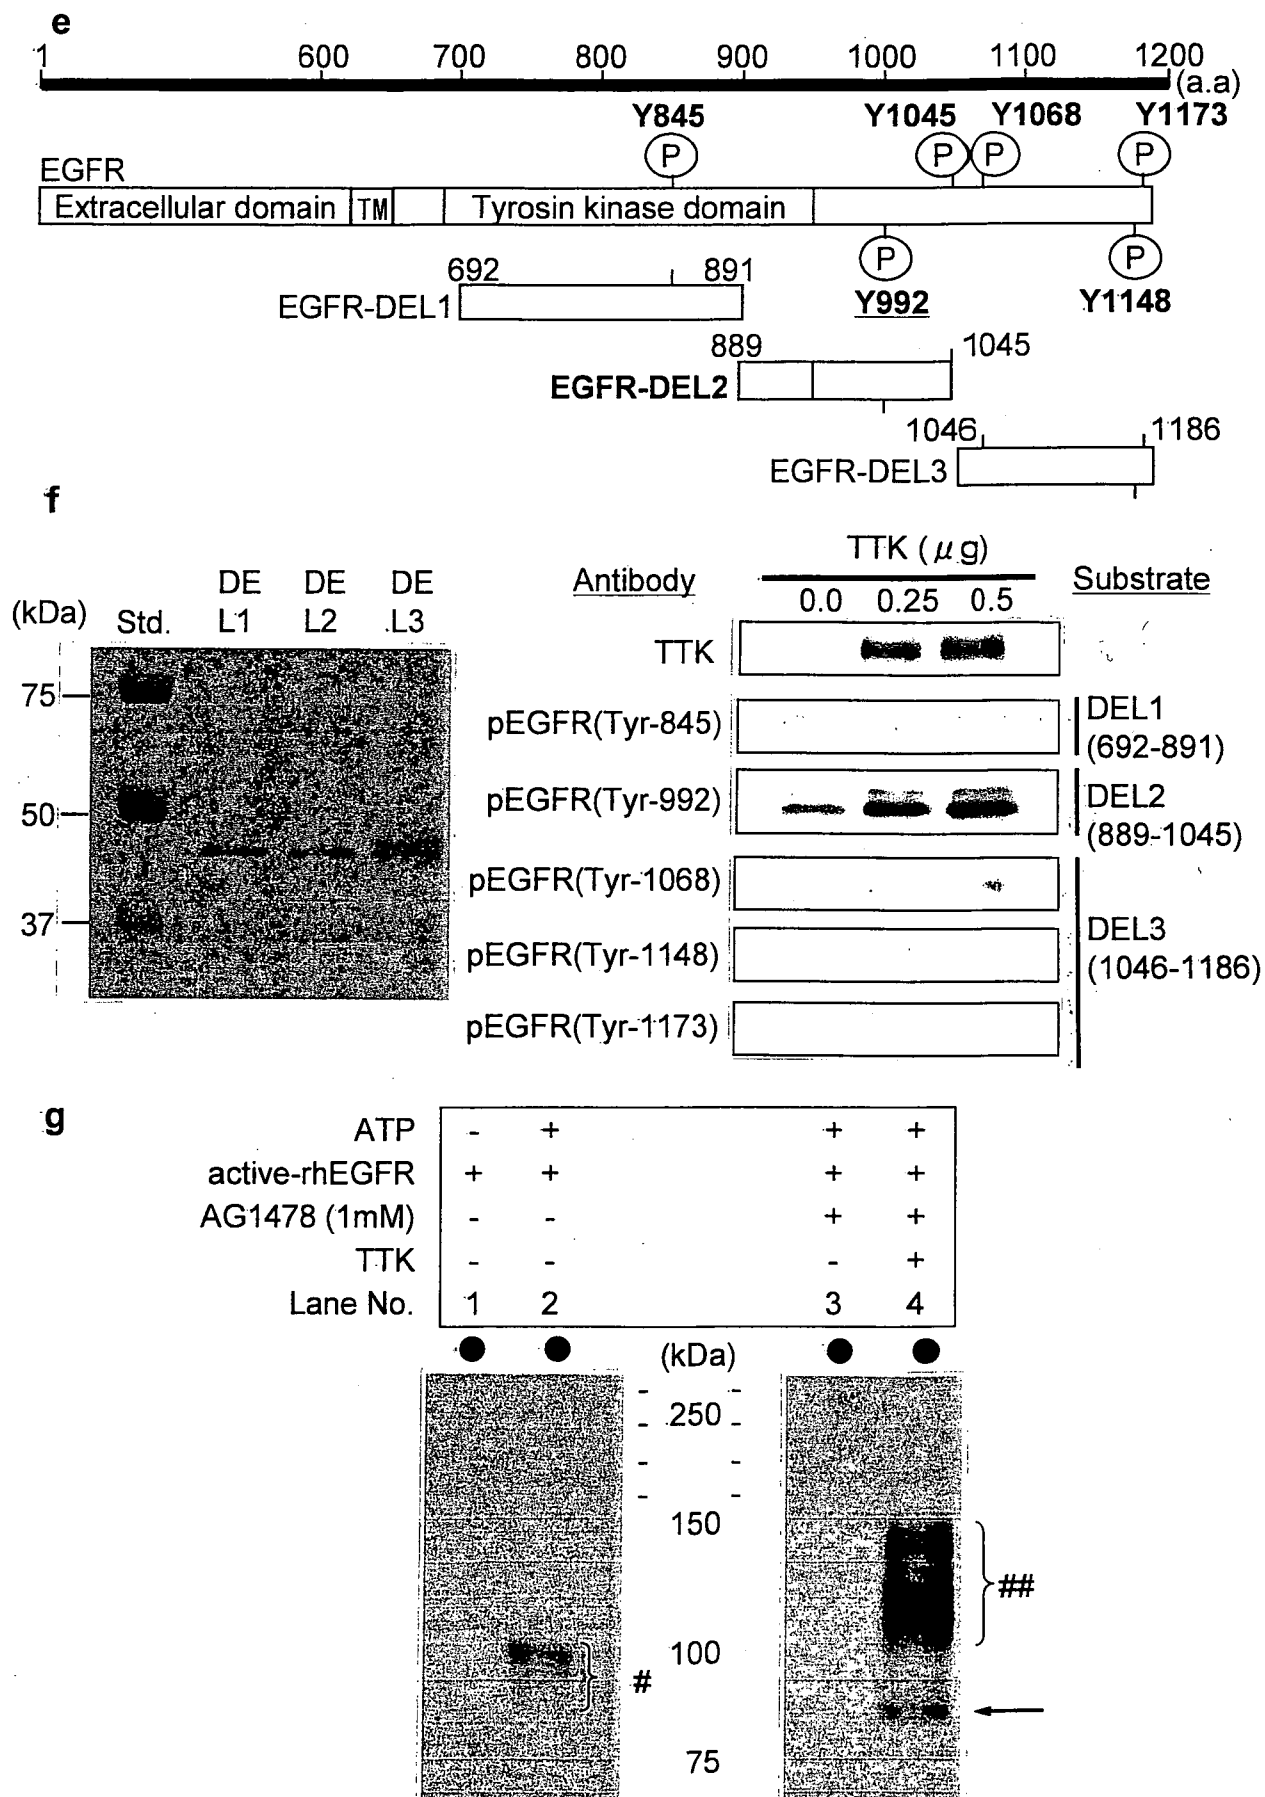 e
1 600 700 800 900 1000 1100 1200
(a.a)
Y845 Y1045 Y1068 Y1173
P P P P
EGFR
Extracellular domain TM Tyrosin kinase domain
P P
Y992 Y1148
692 891
EGFR-DEL1
889 1045
EGFR-DEL2
1046 1186
EGFR-DEL3
f
TTK (μg)
DE DE DE Antibody Substrate
(kDa) Std. L1 L2 L3 0.0 0.25 0.5
TTK
75
pEGFR(Tyr-845) DEL1
(692-891)
pEGFR(Tyr-992) DEL2
50
(889-1045)
pEGFR(Tyr-1068)
37
DEL3
pEGFR(Tyr-1148) (1046-1186)
pEGFR(Tyr-1173)
g
ATP - + + +
active-rhEGFR + + + +
AG1478 (1mM) - - + +
TTK - - - +
Lane No. 1 2 3 4
(kDa)
- -
250
- -
- -
- -
150
##
100
#
75